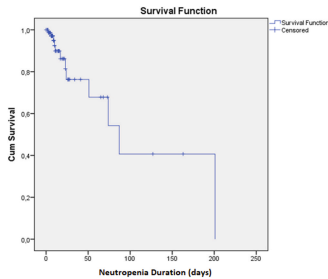 Survival Function
Survival Function
Censored
1,0
0,8
0,6
0,4
0,2
0,0
Cum Survival
0
50
100
150
200
250
Neutropenia Duration (days)